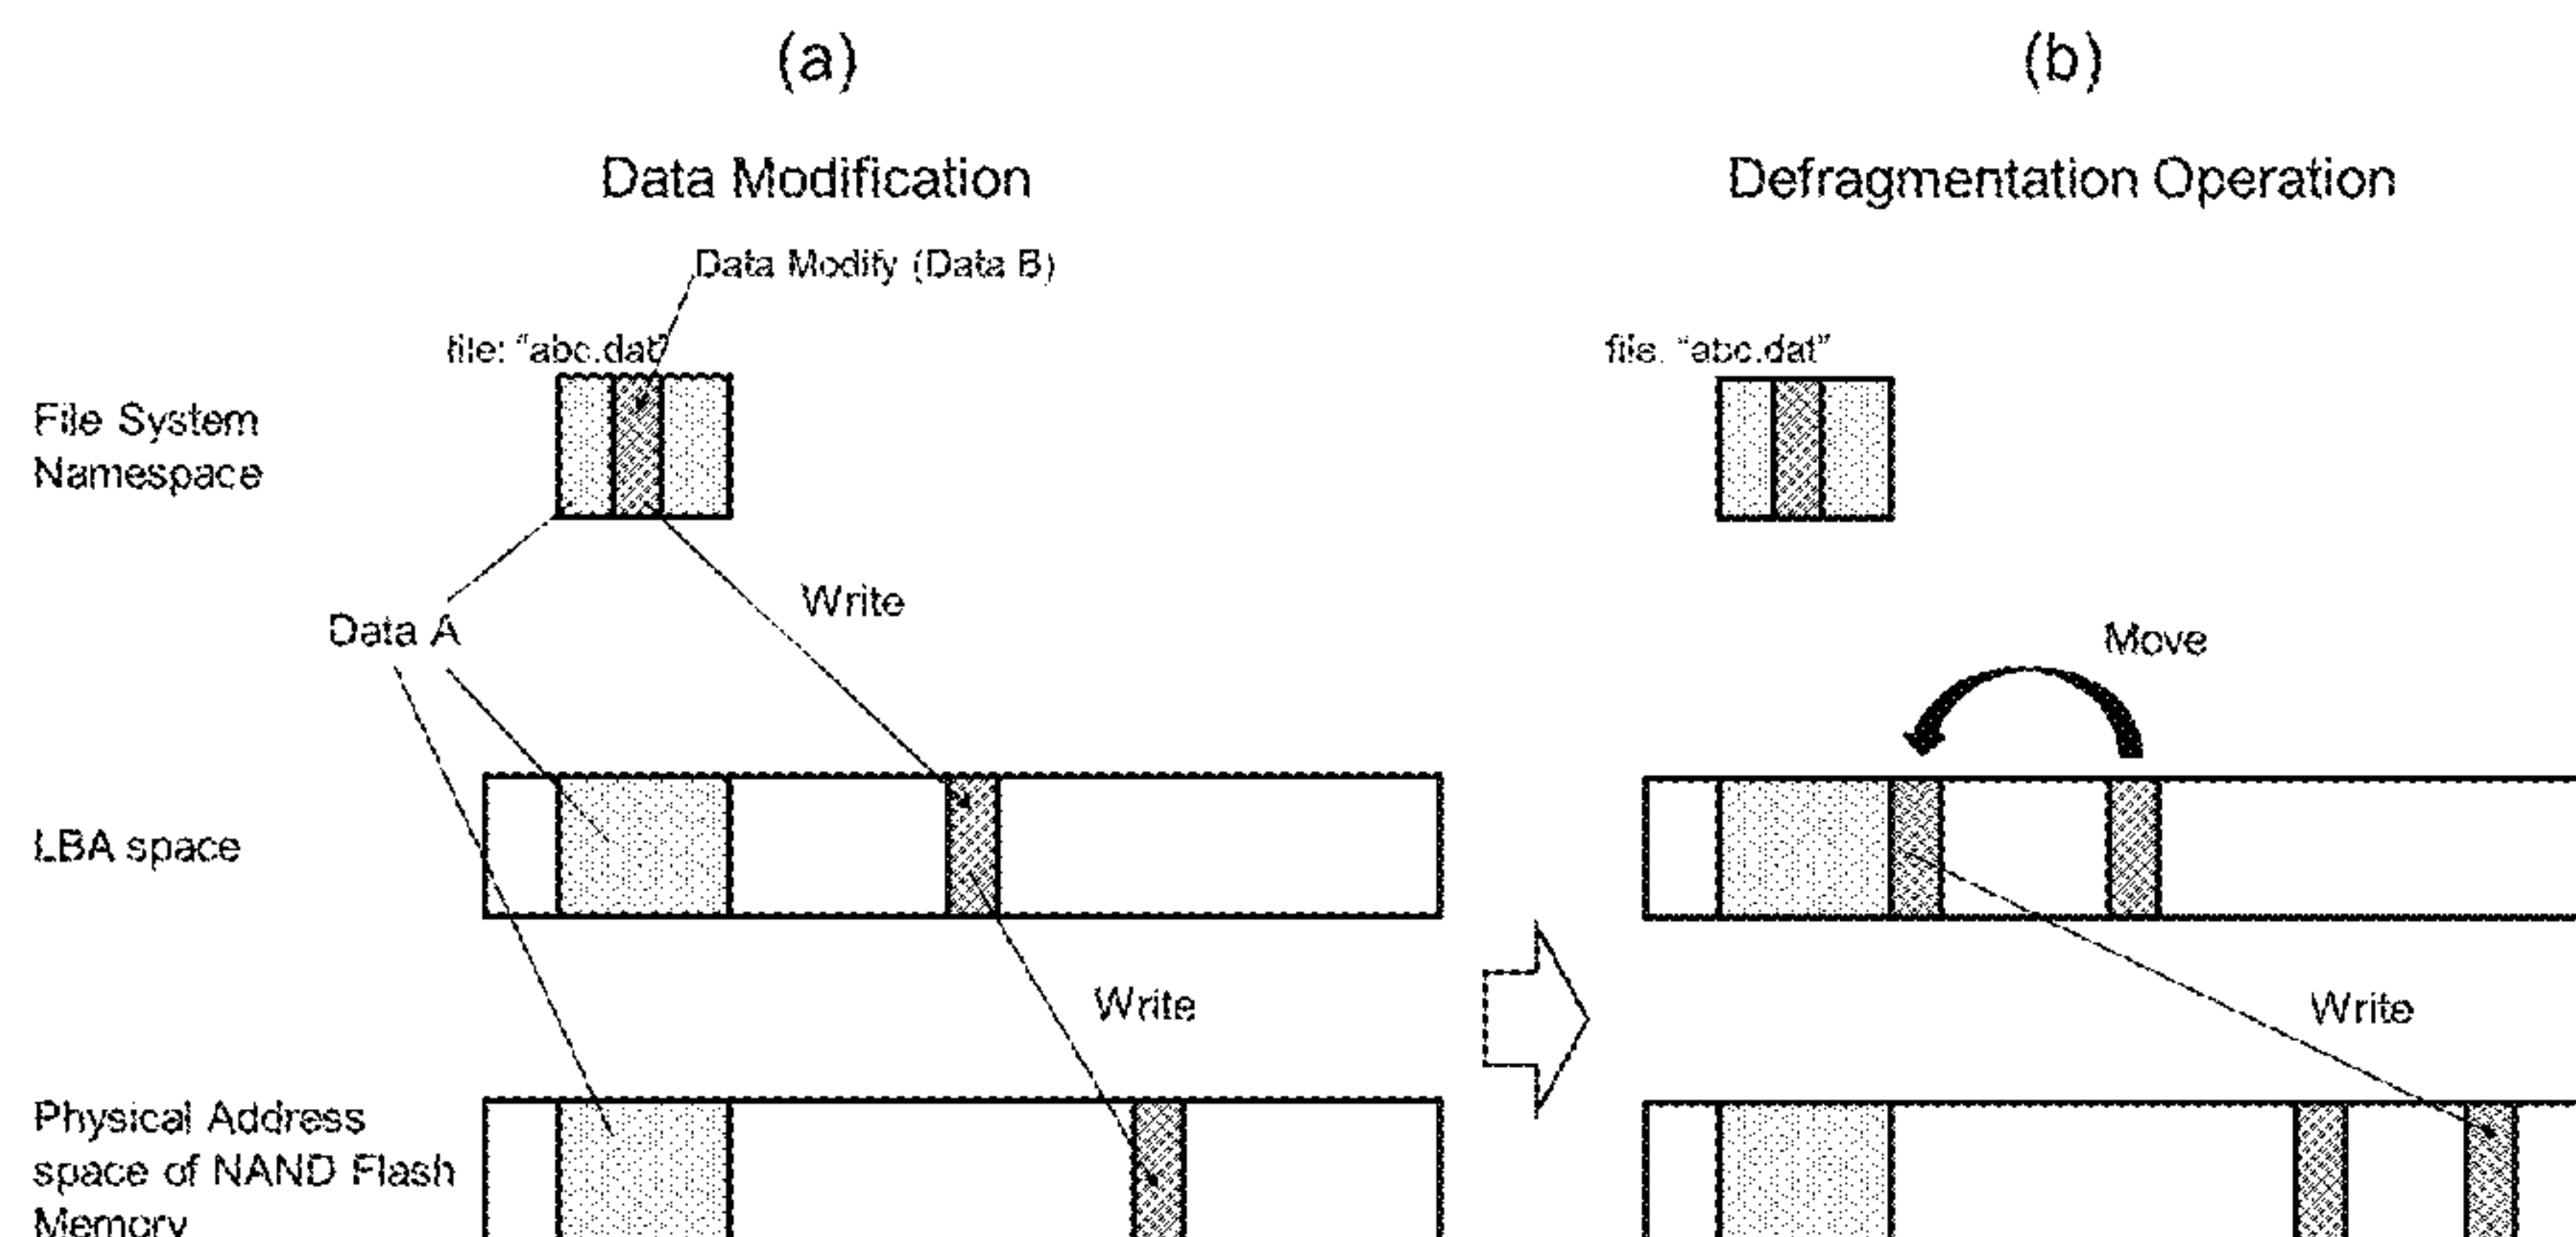 (a)
Data Modification
Data Modify (Data B)
file: "abc.dat"
File System
Namespace
Data A
Write
LBA space
Write
Physical Address
space of NAND Flash
Memory
(b)
Defragmentation Operation
file: "abc.dat"
Move
Write